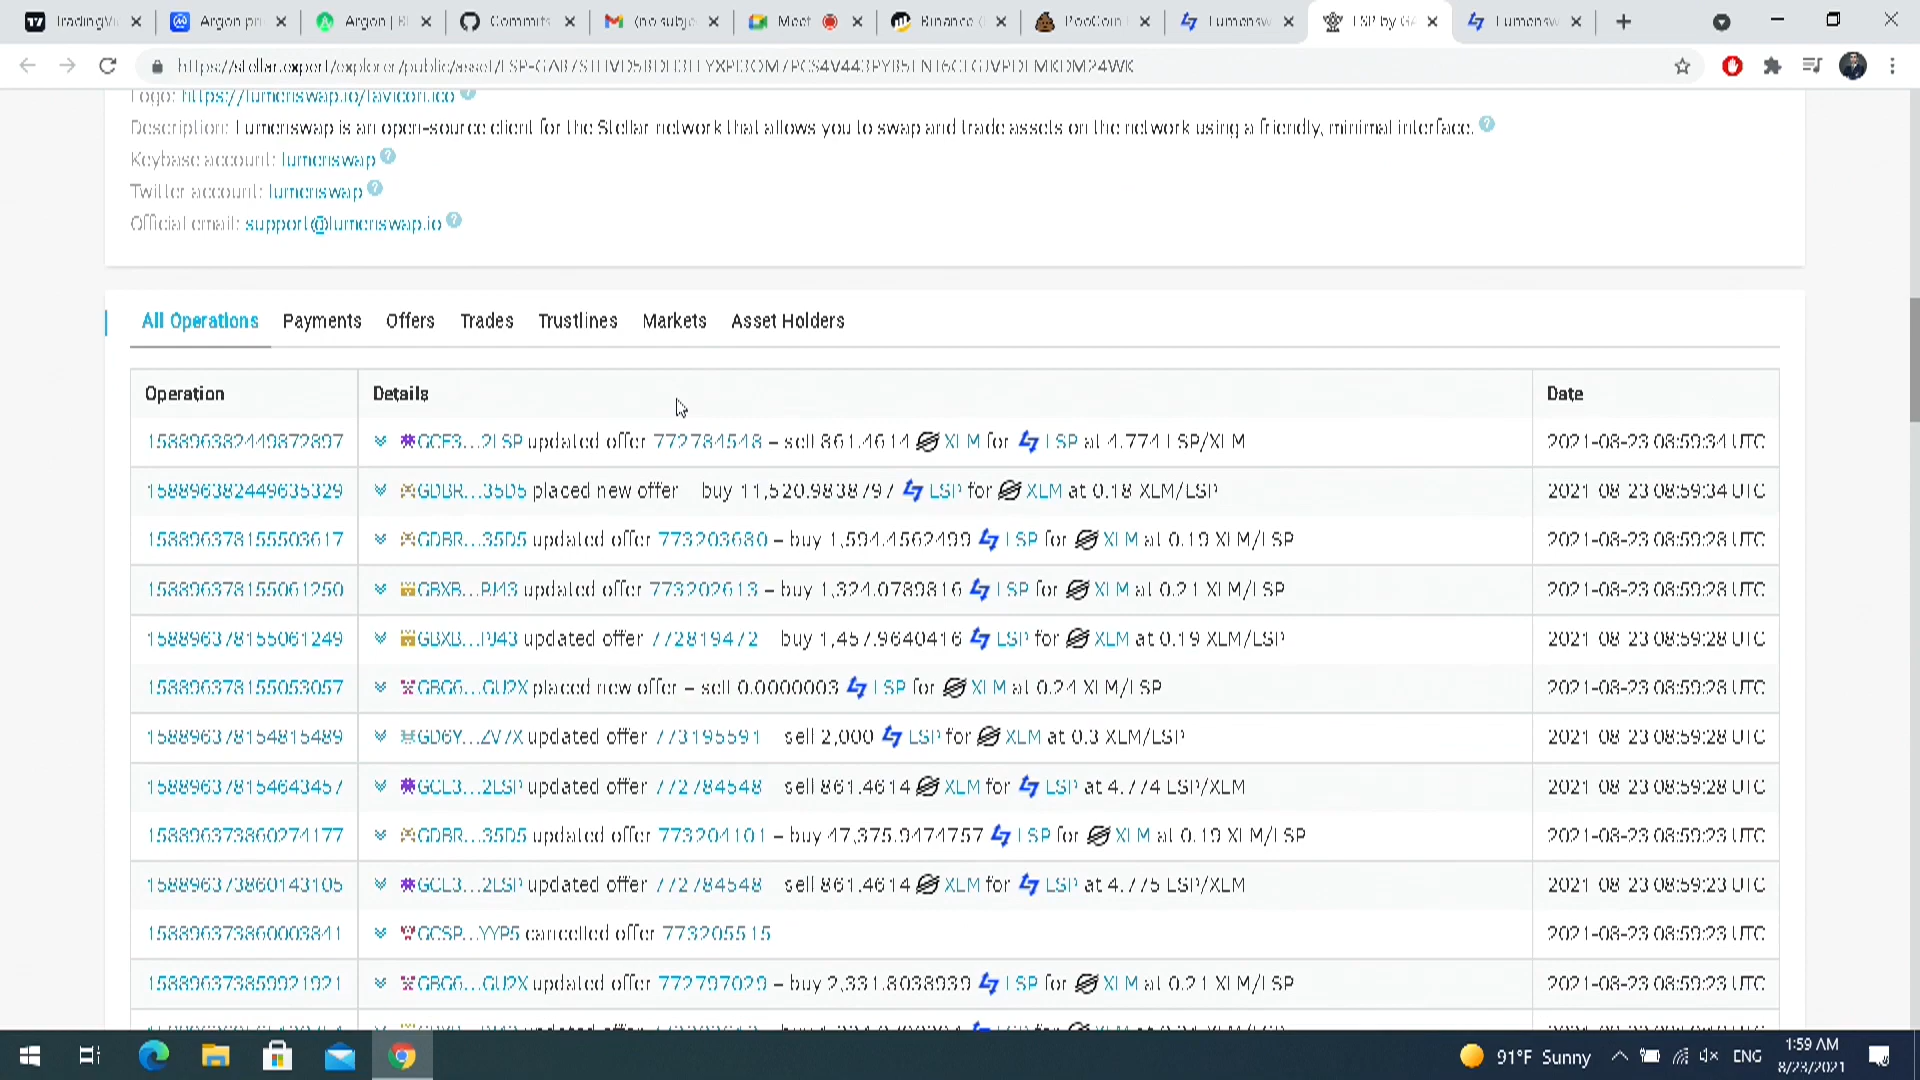 TradingVi
Argon pri
Argon | Bl
Commits
(no subje
Meet
Binance (
PooCoin
Lumensw
LSP by GA
Lumensw
https://stellar.expert/explorer/public/asset/
Logo: https://lumenswap.io/favicon.ico
Description: Lumenswap is an open-source client for the Stellar network that allows you to swap and trade assets on the network using a friendly, minimal interface.
Keybase account: lumenswap
Twitter account: lumenswap
Official email: support@lumenswap.io
All Operations Payments Offers Trades Trustlines Markets Asset Holders
Operation Details Date
158896382449872897 updated offer 772784548 – sell 861.4614 XLM for LSP at 4.774 LSP/XLM 2021-08-23 08:59:34 UTC
158896382449635329 GDBR...35D5 placed new offer – buy 11,520.9838797 LSP for XLM at 0.18 XLM/LSP 2021-08-23 08:59:34 UTC
158896378155503617 GDBR...35D5 updated offer 773203680 – buy 1,594.4562499 LSP for XLM at 0.19 XLM/LSP 2021-08-23 08:59:28 UTC
158896378155061250 GBXB...PJ43 updated offer 773202613 – buy 1,324.0789816 LSP for XLM at 0.21 XLM/LSP 2021-08-23 08:59:28 UTC
158896378155061249 GBXB...PJ43 updated offer 772819472 – buy 1,457.9640416 LSP for XLM at 0.19 XLM/LSP 2021-08-23 08:59:28 UTC
158896378155053057 GBG6...GU2X placed new offer – sell 0.0000003 LSP for XLM at 0.24 XLM/LSP 2021-08-23 08:59:28 UTC
158896378154815489 GD6Y...ZV7X updated offer 773195591 – sell 2,000 LSP for XLM at 0.3 XLM/LSP 2021-08-23 08:59:28 UTC
158896378154643457 updated offer 772784548 – sell 861.4614 XLM for LSP at 4.774 LSP/XLM 2021-08-23 08:59:28 UTC
158896373860274177 GDBR...35D5 updated offer 773204101 – buy 47,375.9474757 LSP for XLM at 0.19 XLM/LSP 2021-08-23 08:59:23 UTC
158896373860143105 updated offer 772784548 – sell 861.4614 XLM for LSP at 4.775 LSP/XLM 2021-08-23 08:59:23 UTC
158896373860003841 GCSP...YYP5 cancelled offer 773205515 2021-08-23 08:59:23 UTC
158896373859921921 GBG6...GU2X updated offer 772797029 – buy 2,331.8038939 LSP for XLM at 0.21 XLM/LSP 2021-08-23 08:59:23 UTC
91°F Sunny
ENG
1:59 AM
8/23/2021